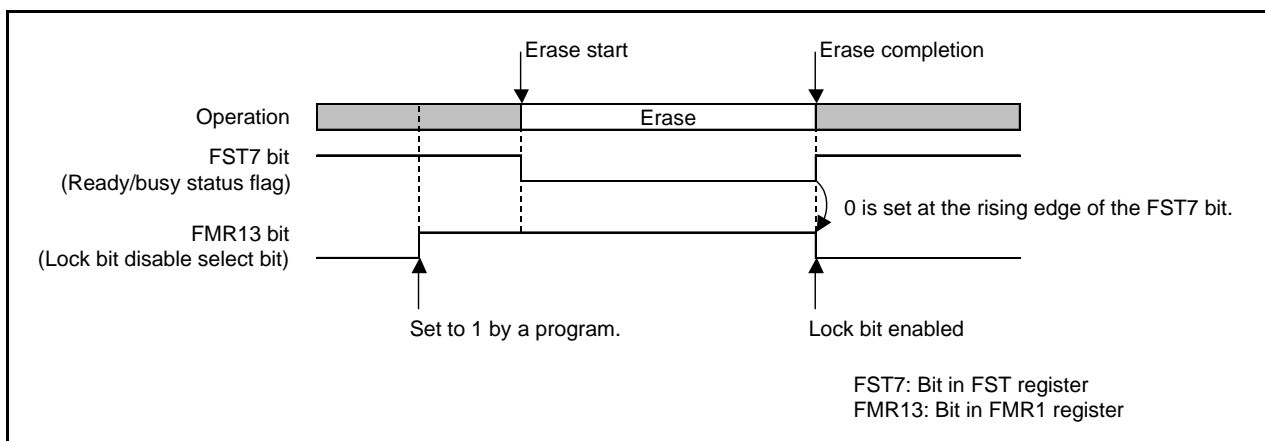 Erase start
Erase completion
Operation
Erase
FST7 bit
(Ready/busy status flag)
0 is set at the rising edge of the FST7 bit.
FMR13 bit
(Lock bit disable select bit)
Set to 1 by a program.
Lock bit enabled
FST7: Bit in FST register
FMR13: Bit in FMR1 register